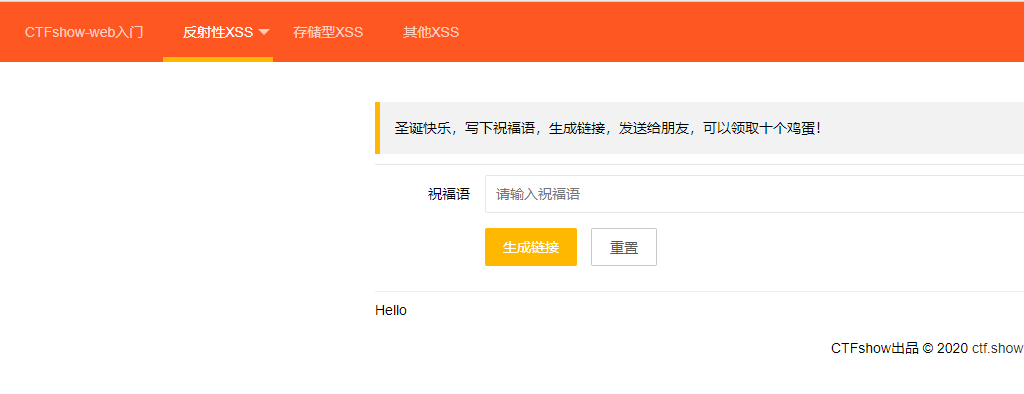 CTFshow-web入门 反射性XSS 存储型XSS 其他XSS
圣诞快乐，写下祝福语，生成链接，发送给朋友，可以领取十个鸡蛋！
祝福语 请输入祝福语
生成链接 重置
Hello
CTFshow出品 © 2020 ctf.show